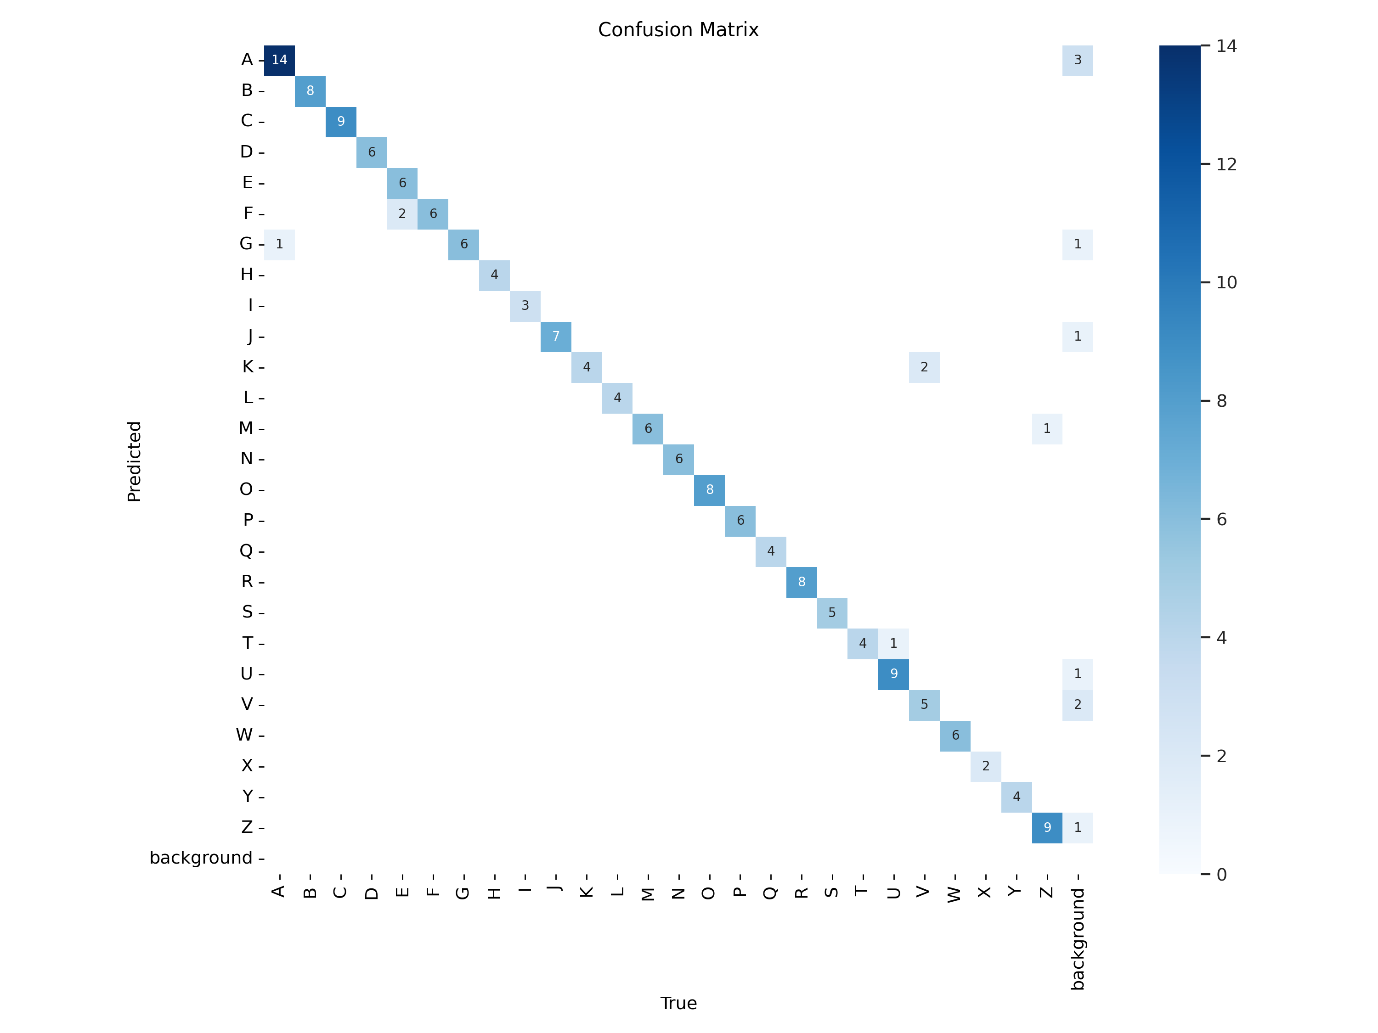 Confusion Matrix
A 14 3 14
B 8
C 9
D 6 12
E 6
F 2 6
G 1 6 1
H 4 10
I 3
J 7 1
K 4 2
L 4 8
M 6 1
N 6
O 8
P 6 6
Q 4
R 8
S 5
T 4 1 4
U 9 1
V 5 2
W 6
X 2 2
Y 4
Z 9 1
background 0
A B C D E F G H I J K L M N O P Q R S T U V W X Y Z background
Predicted
True